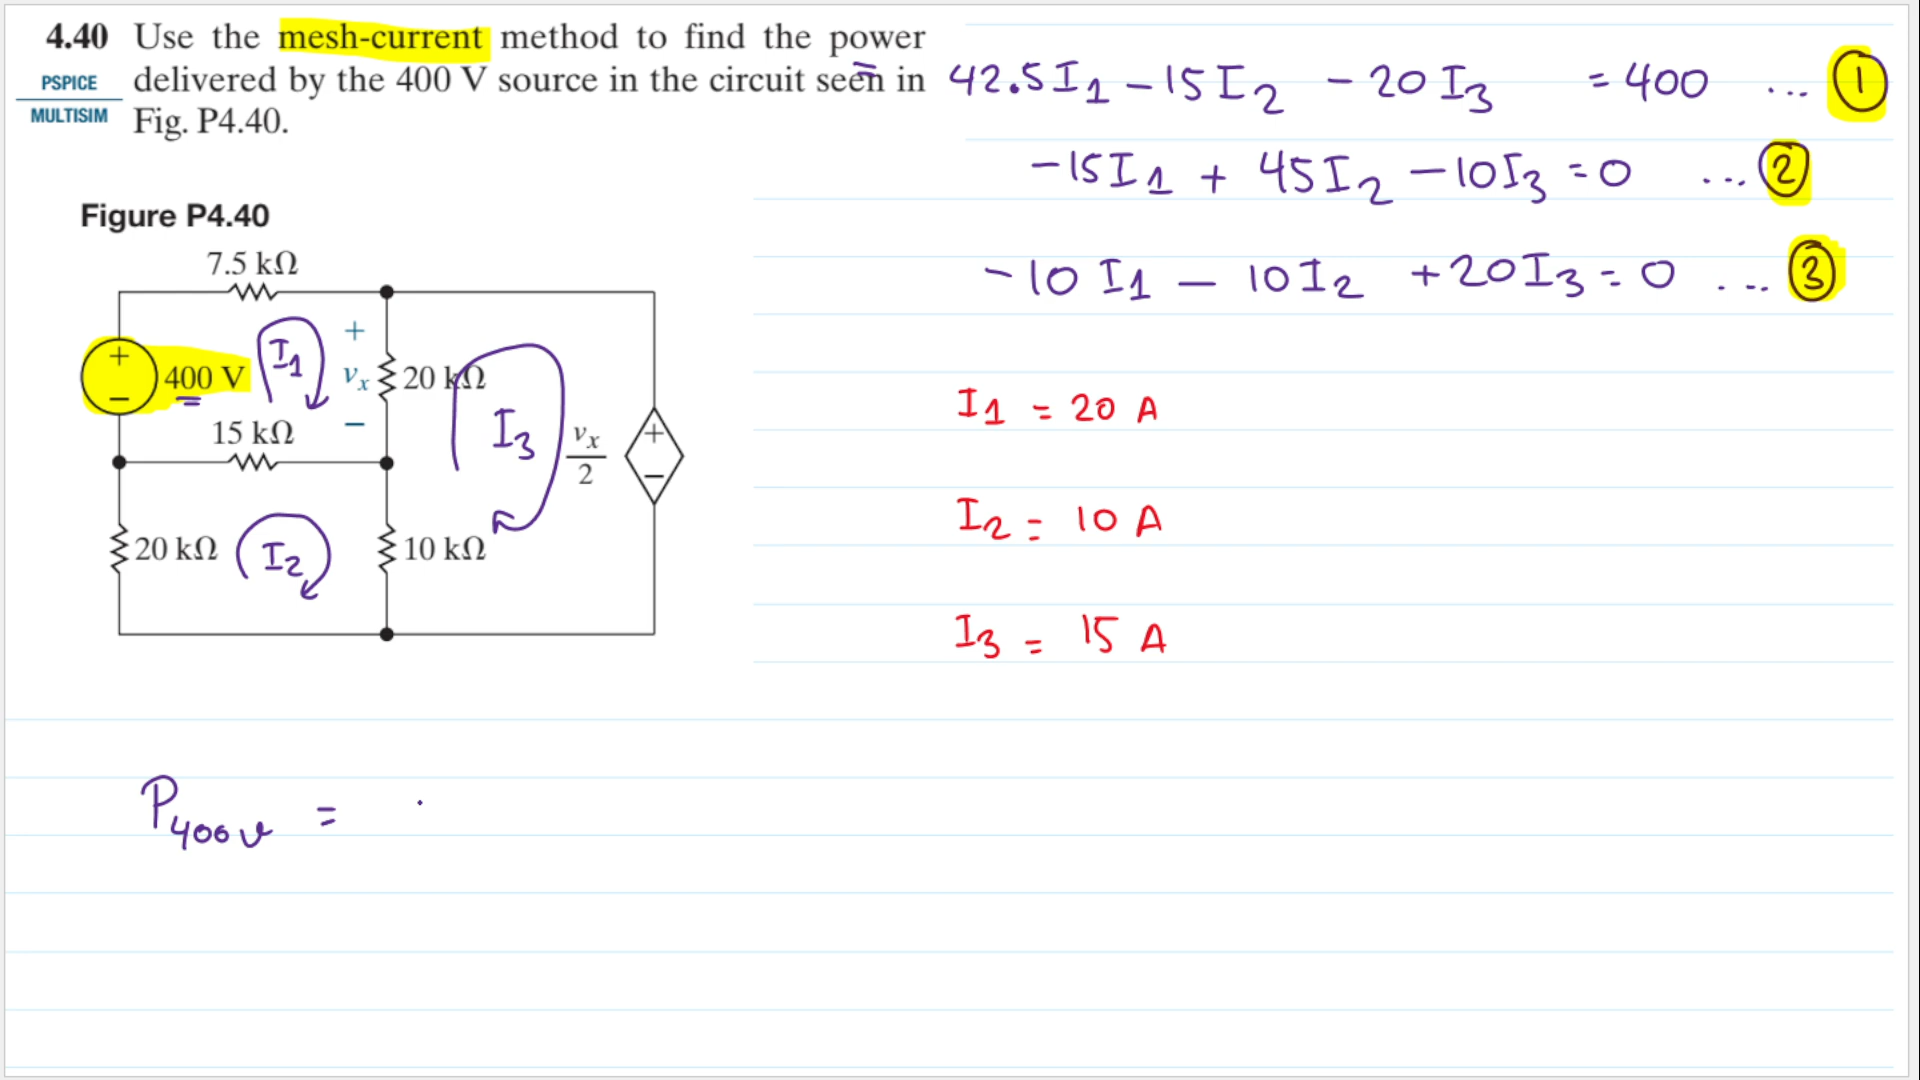 4.40 Use the mesh-current method to find the power
PSPICE delivered by the 400 V source in the circuit seen in
MULTISIM Fig. P4.40.
42.5I1 - 15I2 - 20I3 = 400 ... 1
-15I1 + 45I2 - 10I3 = 0 ... 2
-10I1 - 10I2 + 20I3 = 0 ... 3
Figure P4.40
7.5 kΩ
+
+
400 V
I1
vx
20 kΩ
−
15 kΩ
−
I3
vx
2
+
−
20 kΩ
I2
10 kΩ
I1 = 20 A
I2 = 10 A
I3 = 15 A
P400v =